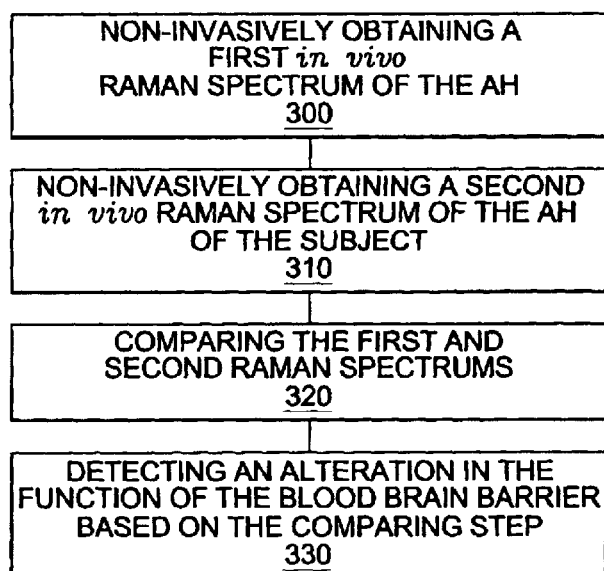 NON-INVASIVELY OBTAINING A
FIRST in vivo
RAMAN SPECTRUM OF THE AH
300
NON-INVASIVELY OBTAINING A SECOND
in vivo RAMAN SPECTRUM OF THE AH
OF THE SUBJECT
310
COMPARING THE FIRST AND
SECOND RAMAN SPECTRUMS
320
DETECTING AN ALTERATION IN THE
FUNCTION OF THE BLOOD BRAIN BARRIER
BASED ON THE COMPARING STEP
330